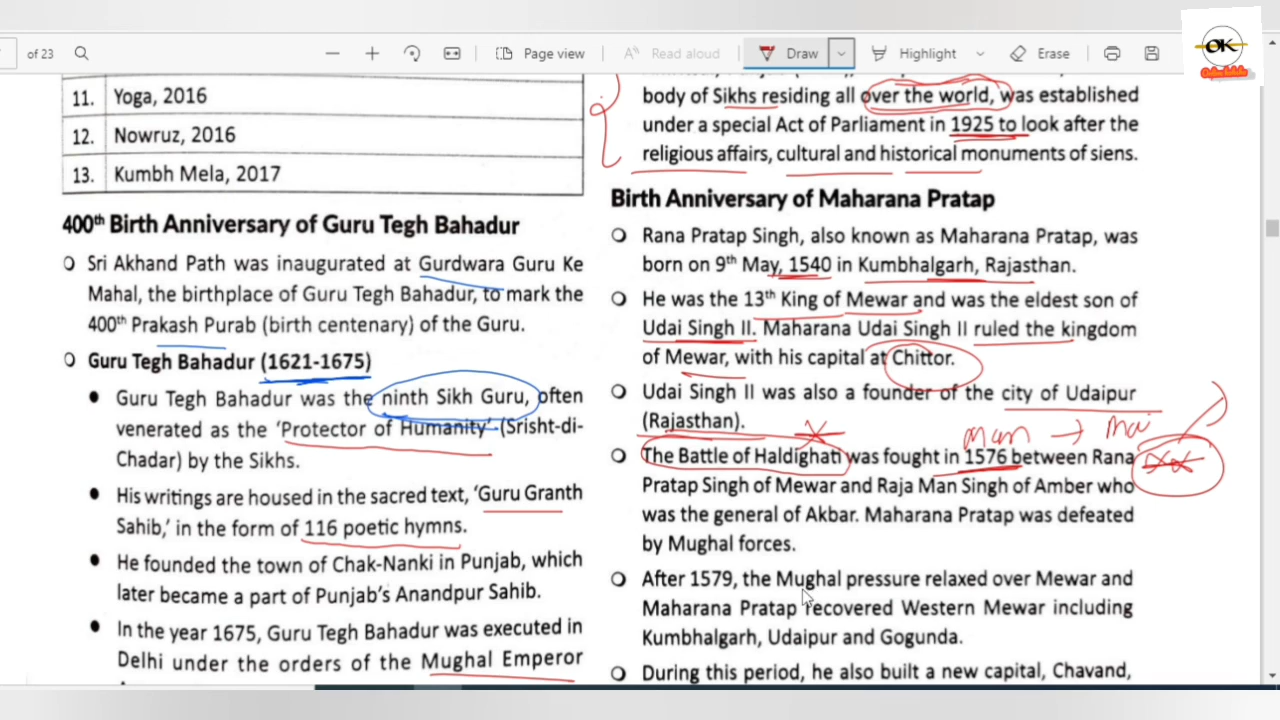 of 23
Page view
Read aloud
Draw
Highlight
Erase
OK
11. Yoga, 2016
12. Nowruz, 2016
13. Kumbh Mela, 2017
400th Birth Anniversary of Guru Tegh Bahadur
Sri Akhand Path was inaugurated at Gurdwara Guru Ke
Mahal, the birthplace of Guru Tegh Bahadur, to mark the
400th Prakash Purab (birth centenary) of the Guru.
Guru Tegh Bahadur (1621-1675)
Guru Tegh Bahadur was the ninth Sikh Guru, often
venerated as the 'Protector of Humanity' (Srisht-di-
Chadar) by the Sikhs.
His writings are housed in the sacred text, 'Guru Granth
Sahib,' in the form of 116 poetic hymns.
He founded the town of Chak-Nanki in Punjab, which
later became a part of Punjab's Anandpur Sahib.
In the year 1675, Guru Tegh Bahadur was executed in
Delhi under the orders of the Mughal Emperor
body of Sikhs residing all over the world, was established
under a special Act of Parliament in 1925 to look after the
religious affairs, cultural and historical monuments of siens.
Birth Anniversary of Maharana Pratap
Rana Pratap Singh, also known as Maharana Pratap, was
born on 9th May, 1540 in Kumbhalgarh, Rajasthan.
He was the 13th King of Mewar and was the eldest son of
Udai Singh II. Maharana Udai Singh II ruled the kingdom
of Mewar, with his capital at Chittor.
Udai Singh II was also a founder of the city of Udaipur
(Rajasthan).
man →
The Battle of Haldighati was fought in 1576 between Rana
Pratap Singh of Mewar and Raja Man Singh of Amber who
was the general of Akbar. Maharana Pratap was defeated
by Mughal forces.
After 1579, the Mughal pressure relaxed over Mewar and
Maharana Pratap recovered Western Mewar including
Kumbhalgarh, Udaipur and Gogunda.
During this period, he also built a new capital, Chavand,